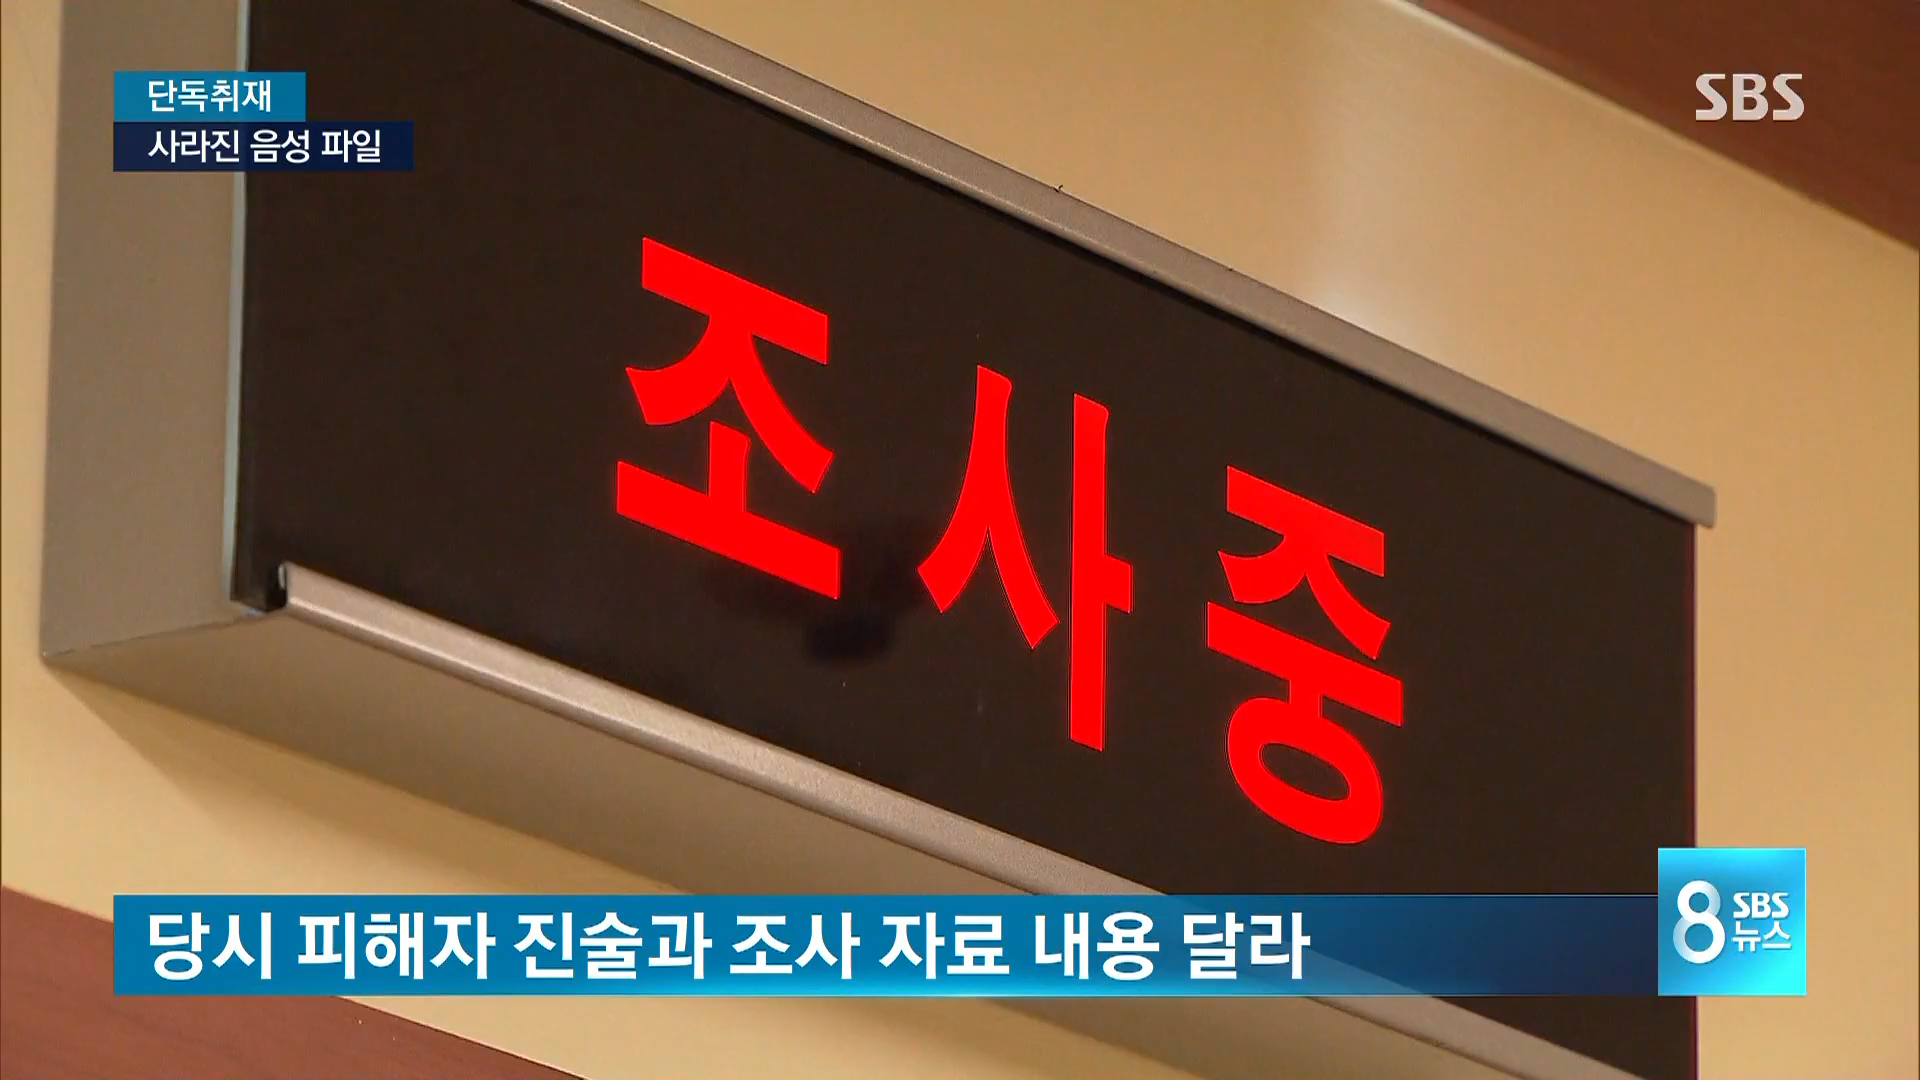 단독취재
사라진 음성 파일
SBS
조사중
당시 피해자 진술과 조사 자료 내용 달라
8 SBS
뉴스